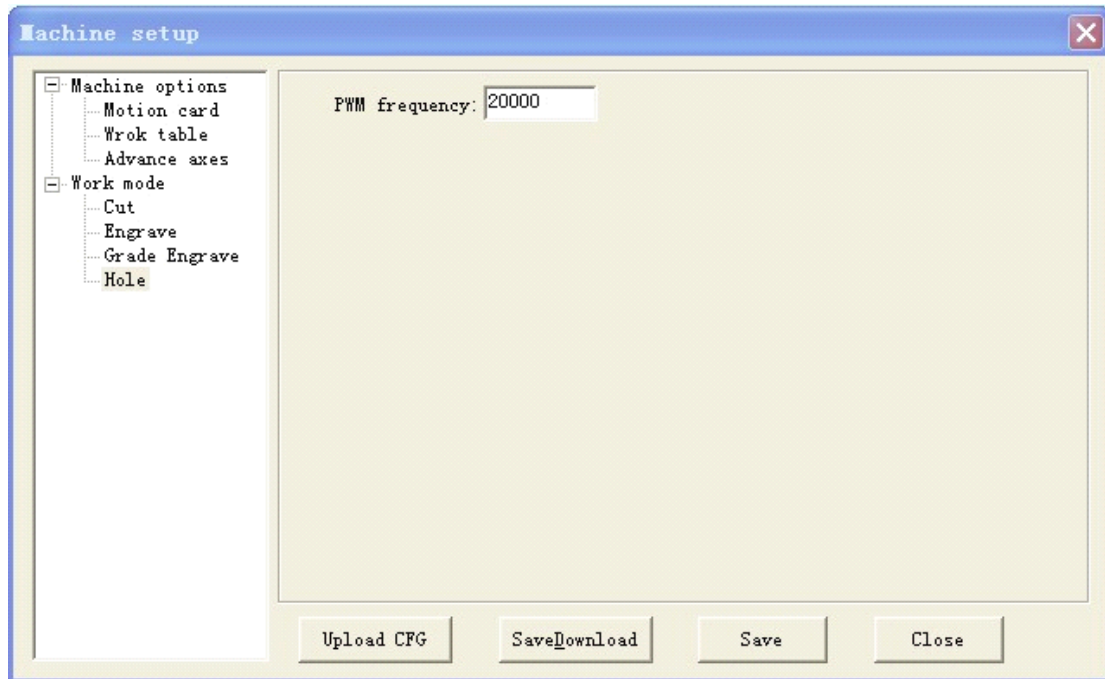 Machine setup
Machine options
Motion card
Wrok table
Advance axes
Work mode
Cut
Engrave
Grade Engrave
Hole
PWM frequency: 20000
Upload CFG
SaveDownload
Save
Close